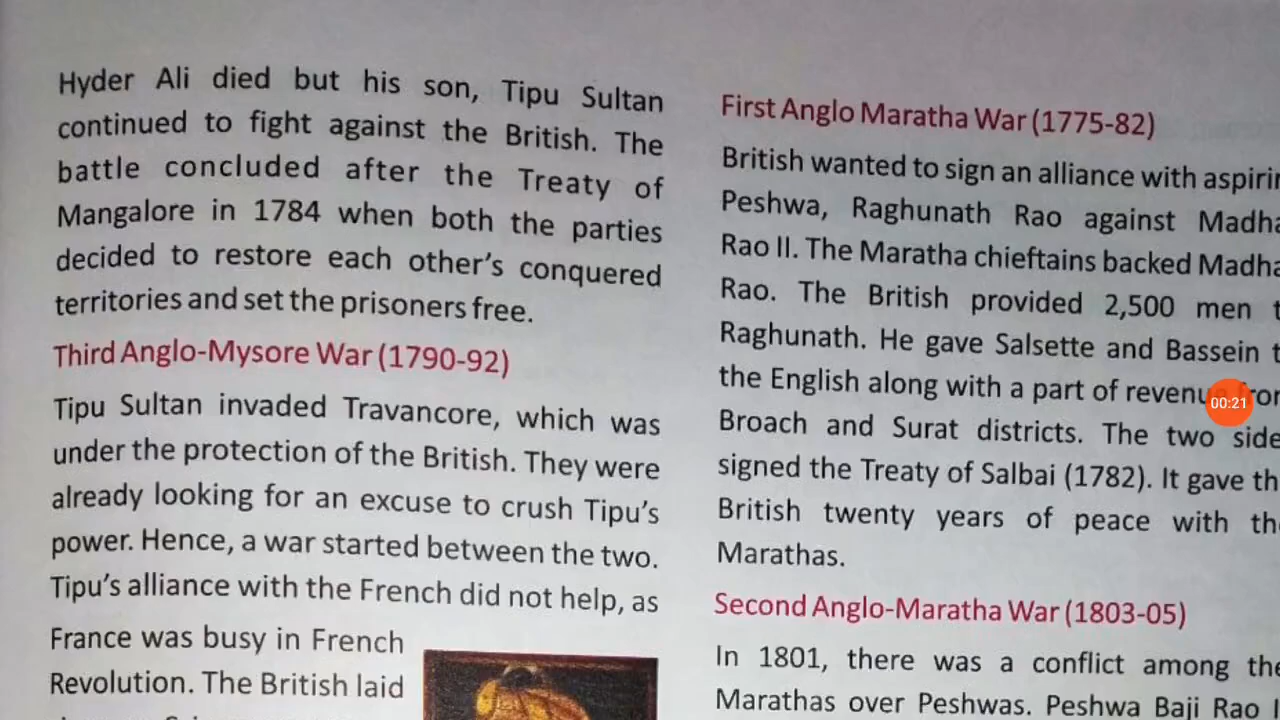 Hyder Ali died but his son, Tipu Sultan
continued to fight against the British. The
battle concluded after the Treaty of
Mangalore in 1784 when both the parties
decided to restore each other's conquered
territories and set the prisoners free.
Third Anglo-Mysore War (1790-92)
Tipu Sultan invaded Travancore, which was
under the protection of the British. They were
already looking for an excuse to crush Tipu's
power. Hence, a war started between the two.
Tipu's alliance with the French did not help, as
France was busy in French
Revolution. The British laid
First Anglo Maratha War (1775-82)
British wanted to sign an alliance with
Peshwa, Raghunath Rao against
Rao II. The Maratha chieftains backed
Rao. The British provided 2,500 men
Raghunath. He gave Salsette and Bassein
the English along with a part of
Broach and Surat districts. The two
signed the Treaty of Salbai (1782). It gave
British twenty years of peace with
Marathas.
Second Anglo-Maratha War (1803-05)
In 1801, there was a conflict among
Marathas over Peshwas. Peshwa Baji Rao
00:21